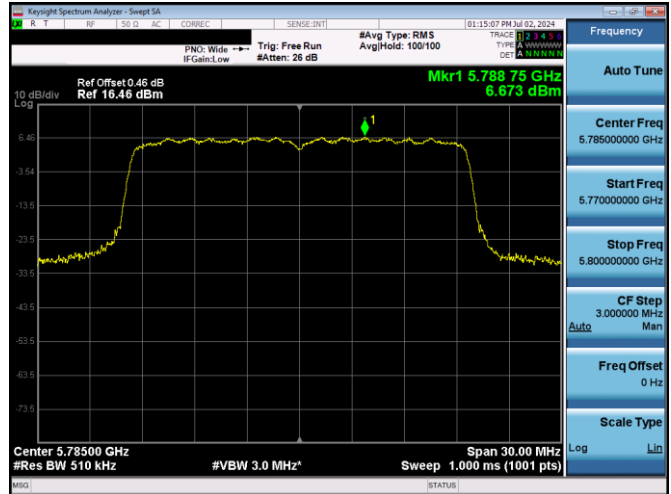 Keysight Spectrum Analyzer - Swept SA
LXI R T RF 50 Ω AC CORREC SENSE:INT 01:15:07 PM Jul 02, 2024
PNO: Wide
IFGain:Low
Trig: Free Run
#Atten: 26 dB
#Avg Type: RMS
Avg|Hold: 100/100
TRACE 1 2 3 4 5 6
TYPE A WWWWW
DET A N N N N N
Mkr1 5.788 75 GHz
6.673 dBm
Ref Offset 0.46 dB
10 dB/div Ref 16.46 dBm
Log
1
6.46
-3.54
-13.5
-23.5
-33.5
-43.5
-53.5
-63.5
-73.5
Center 5.78500 GHz Span 30.00 MHz
#Res BW 510 kHz #VBW 3.0 MHz* Sweep 1.000 ms (1001 pts)
MSG STATUS
Frequency
Auto Tune
Center Freq
5.785000000 GHz
Start Freq
5.770000000 GHz
Stop Freq
5.800000000 GHz
CF Step
3.000000 MHz
Auto Man
Freq Offset
0 Hz
Scale Type
Log Lin